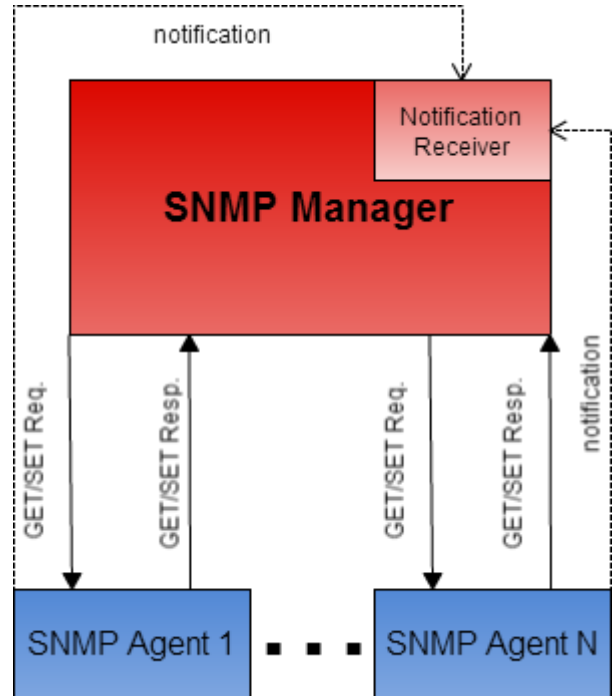 notification
Notification
Receiver
SNMP Manager
GET/SET Req.
GET/SET Resp.
GET/SET Req.
GET/SET Resp.
notification
SNMP Agent 1
SNMP Agent N